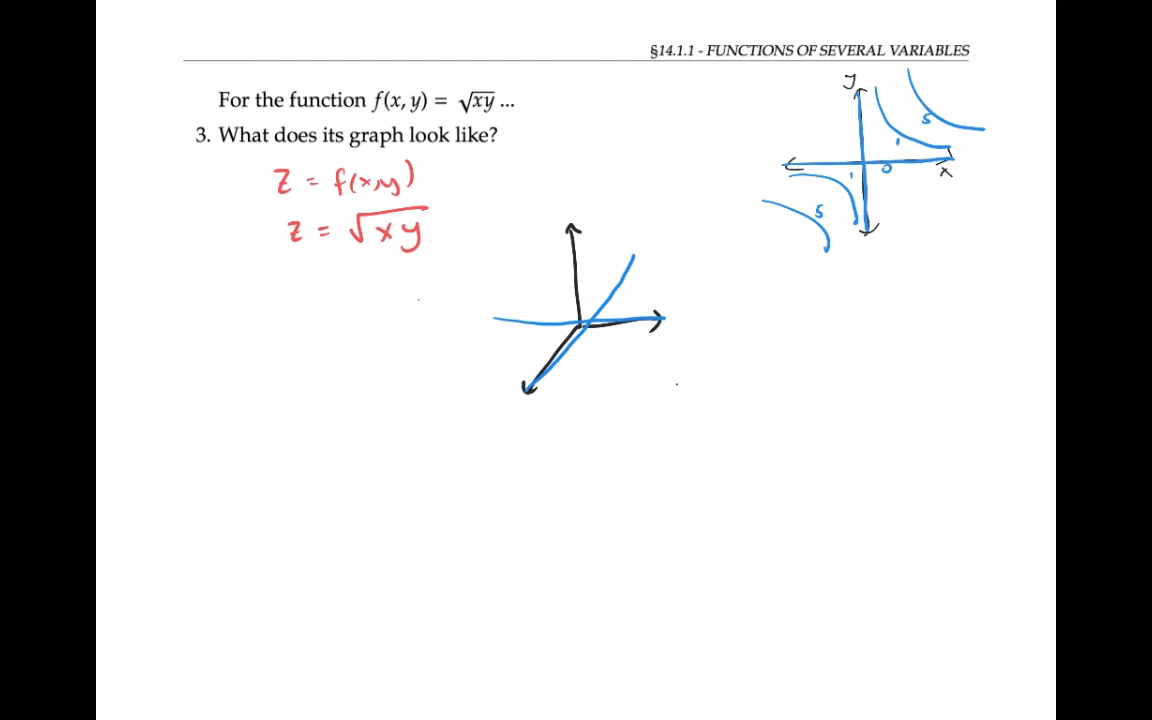 §14.1.1 - FUNCTIONS OF SEVERAL VARIABLES
For the function f(x, y) = √xy ...
3. What does its graph look like?
z = f(x,y)
z = √xy
y
5
1
0
x
1
5